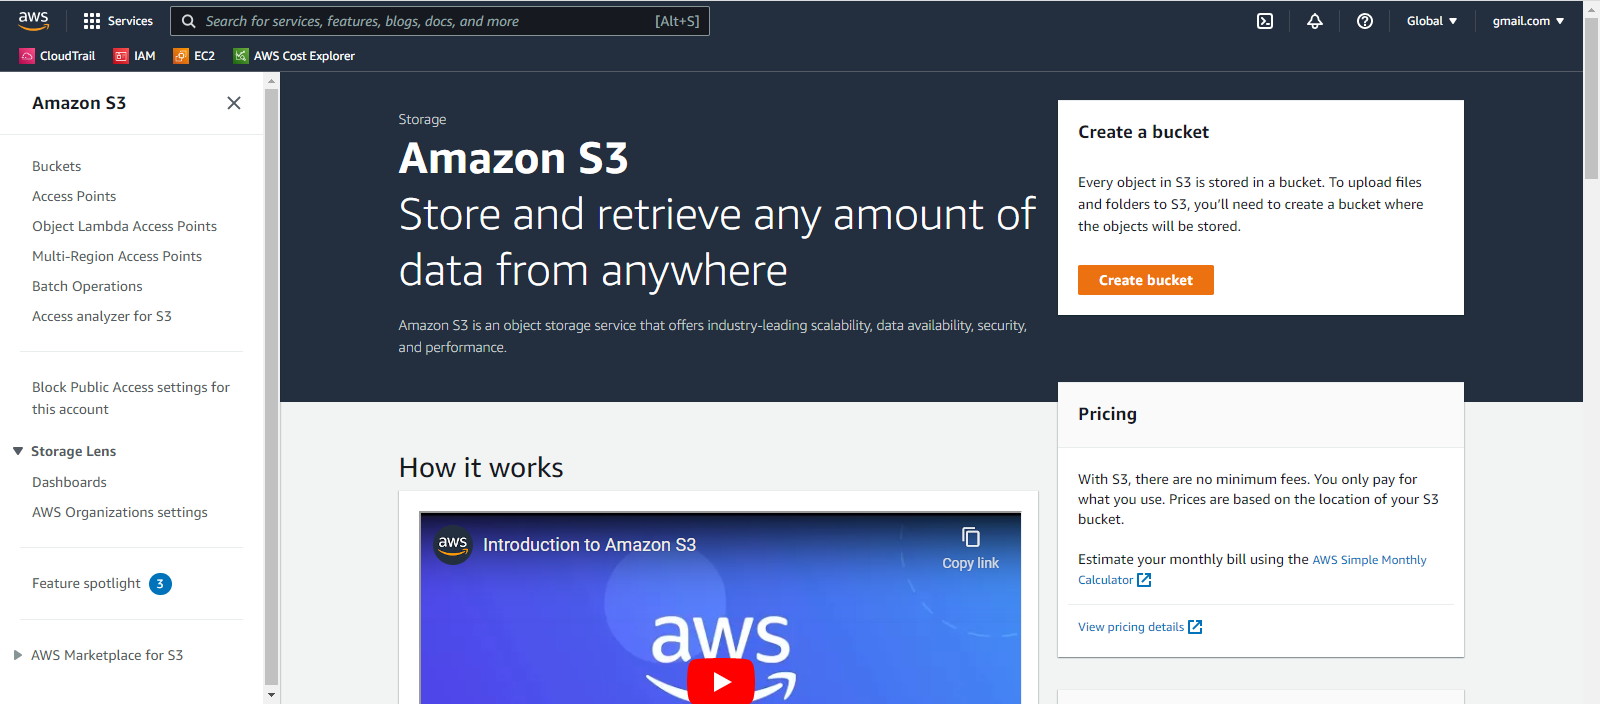 aws
Services
Search for services, features, blogs, docs, and more
[Alt+S]
Global
gmail.com
CloudTrail
IAM
EC2
AWS Cost Explorer
Amazon S3
Buckets
Access Points
Object Lambda Access Points
Multi-Region Access Points
Batch Operations
Access analyzer for S3
Block Public Access settings for
this account
Storage Lens
Dashboards
AWS Organizations settings
Feature spotlight 3
AWS Marketplace for S3
Storage
Amazon S3
Store and retrieve any amount of
data from anywhere
Amazon S3 is an object storage service that offers industry-leading scalability, data availability, security,
and performance.
How it works
aws
Introduction to Amazon S3
Copy link
aws
Create a bucket
Every object in S3 is stored in a bucket. To upload files
and folders to S3, you’ll need to create a bucket where
the objects will be stored.
Create bucket
Pricing
With S3, there are no minimum fees. You only pay for
what you use. Prices are based on the location of your S3
bucket.
Estimate your monthly bill using the AWS Simple Monthly
Calculator
View pricing details